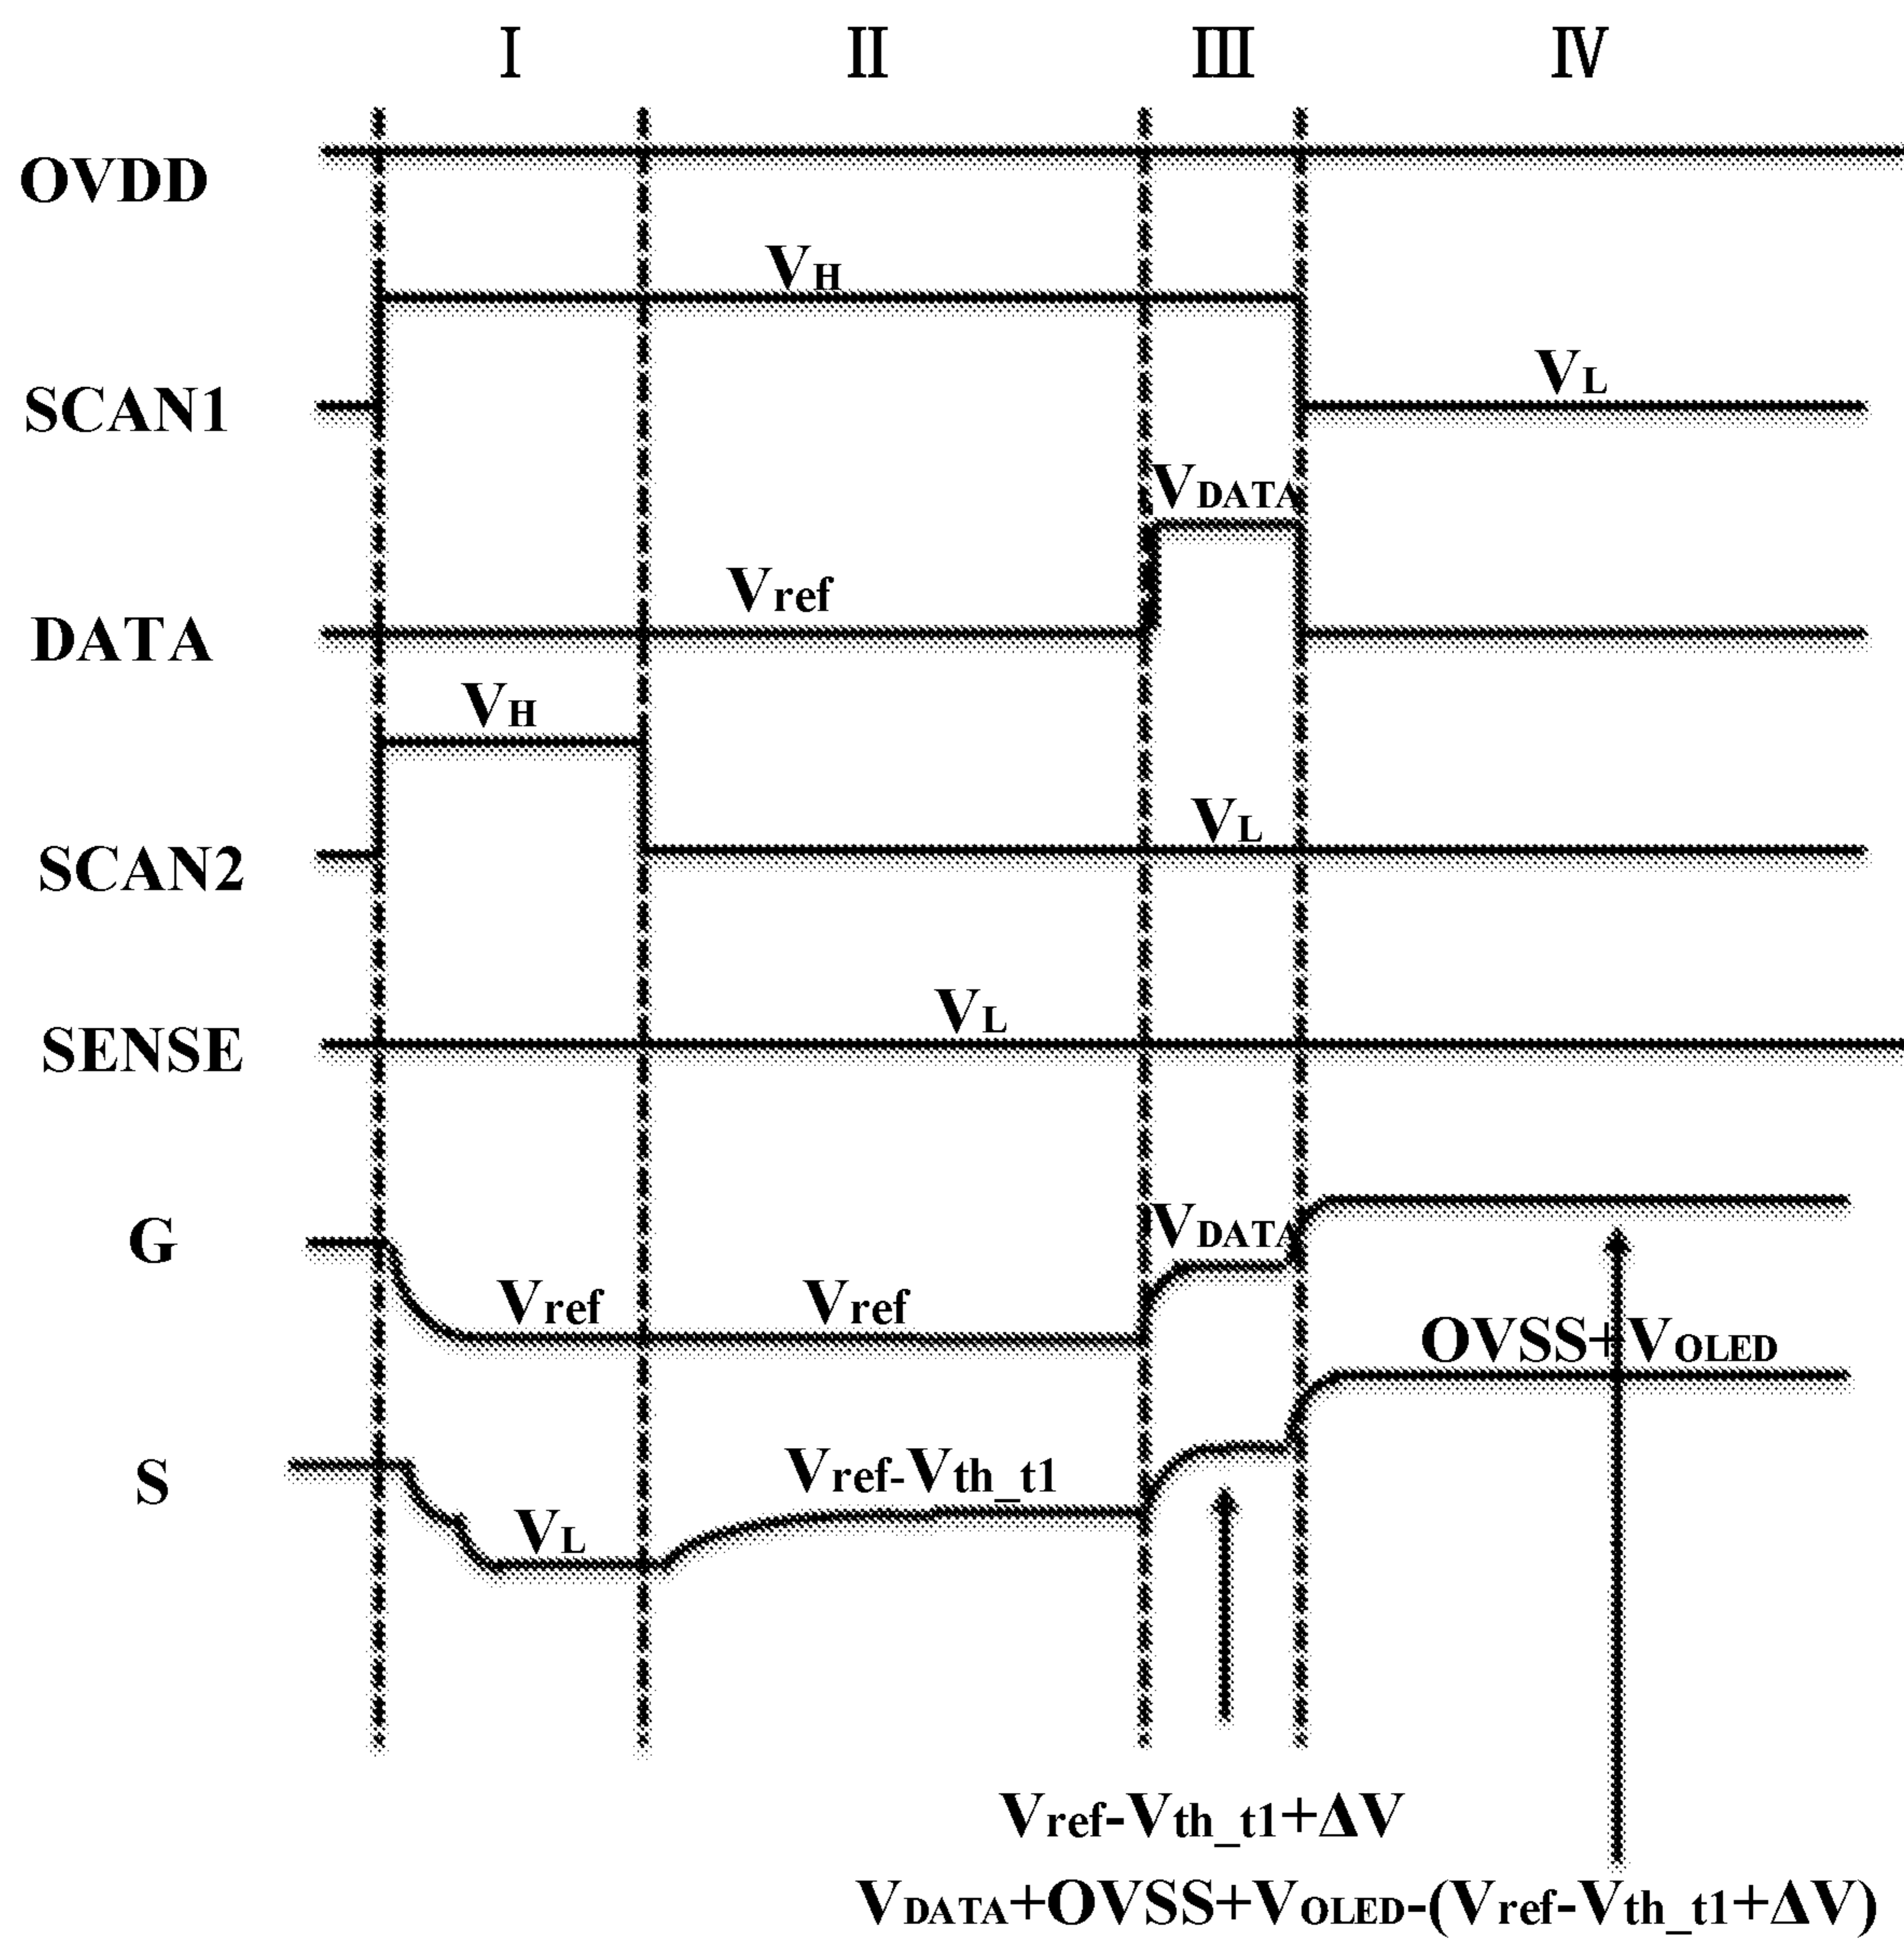 I II III IV
OVDD
VH
SCAN1
VL
VDATA
Vref
DATA
VH
SCAN2
VL
SENSE
VL
G
Vref
Vref
VDATA
OVSS+VOLED
S
VL
Vref-Vth_t1
Vref-Vth_t1+ΔV
VDATA+OVSS+VOLED-(Vref-Vth_t1+ΔV)